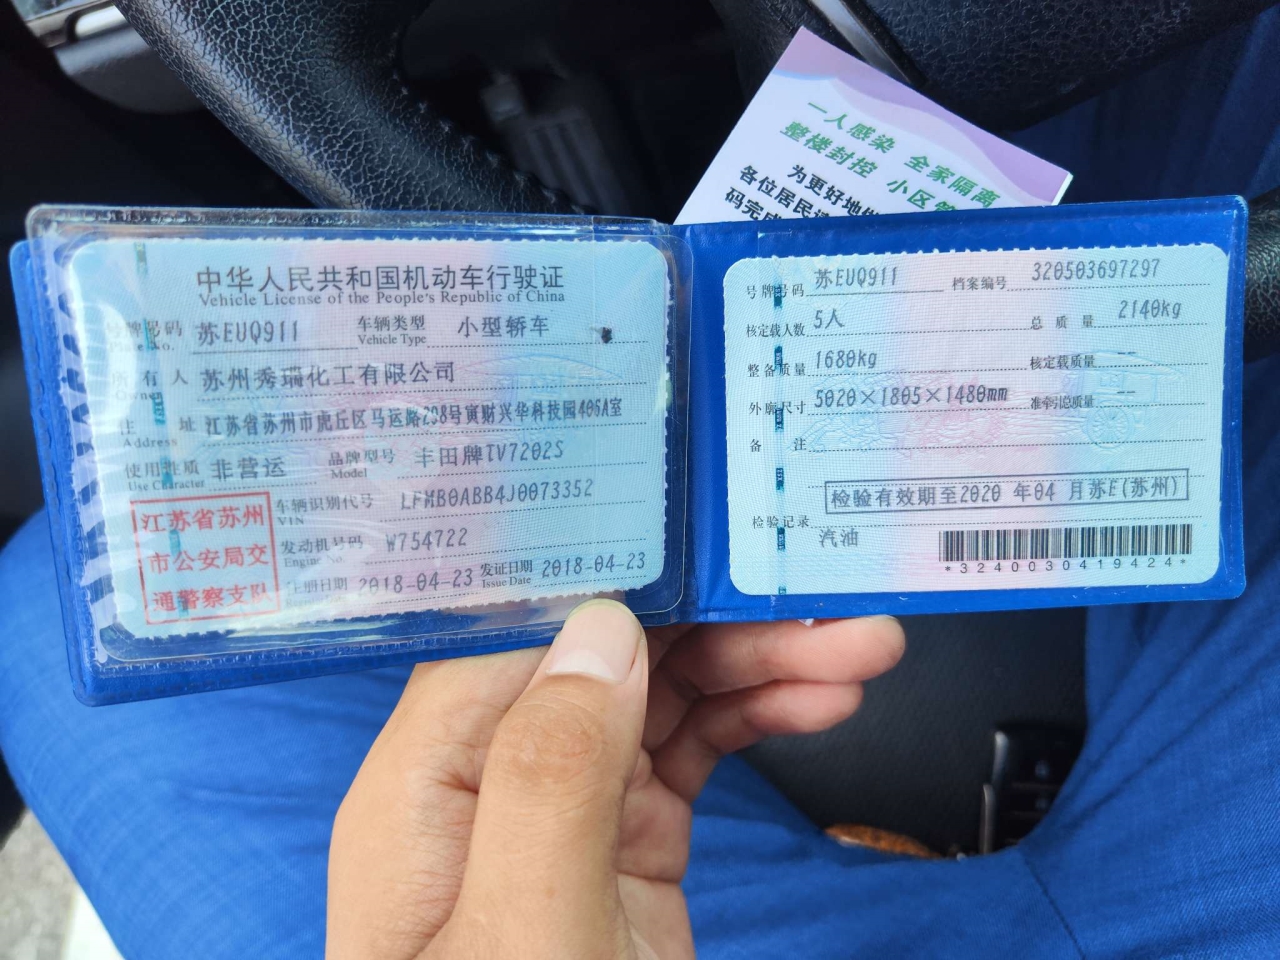 一人感染 全家隔离
整楼封控 小区管
为更好地做
各位居民
码完成
中华人民共和国机动车行驶证
Vehicle License of the People's Republic of China
号牌号码 苏EUQ911 车辆类型 小型轿车
Plate No. Vehicle Type
所有人 苏州秀瑞化工有限公司
Owner
住址 江苏省苏州市虎丘区马运路298号寅财兴华科技园406A室
Address
使用性质 非营运 品牌型号 丰田牌TV7202S
Use Character Model
江苏省苏州
市公安局交
通警察支队
车辆识别代号 LFMB0ABB4J0073352
VIN
发动机号码 W754722
Engine No.
注册日期 2018-04-23 发证日期 2018-04-23
Issue Date
号牌号码 苏EUQ911 档案编号 320503697297
核定载人数 5人 总质量 2140kg
整备质量 1680kg 核定载质量 --
外廓尺寸 5020×1805×1480mm 准牵引总质量 --
备注
检验有效期至2020 年04 月苏E(苏州)
检验记录
汽油
*3240030419424*